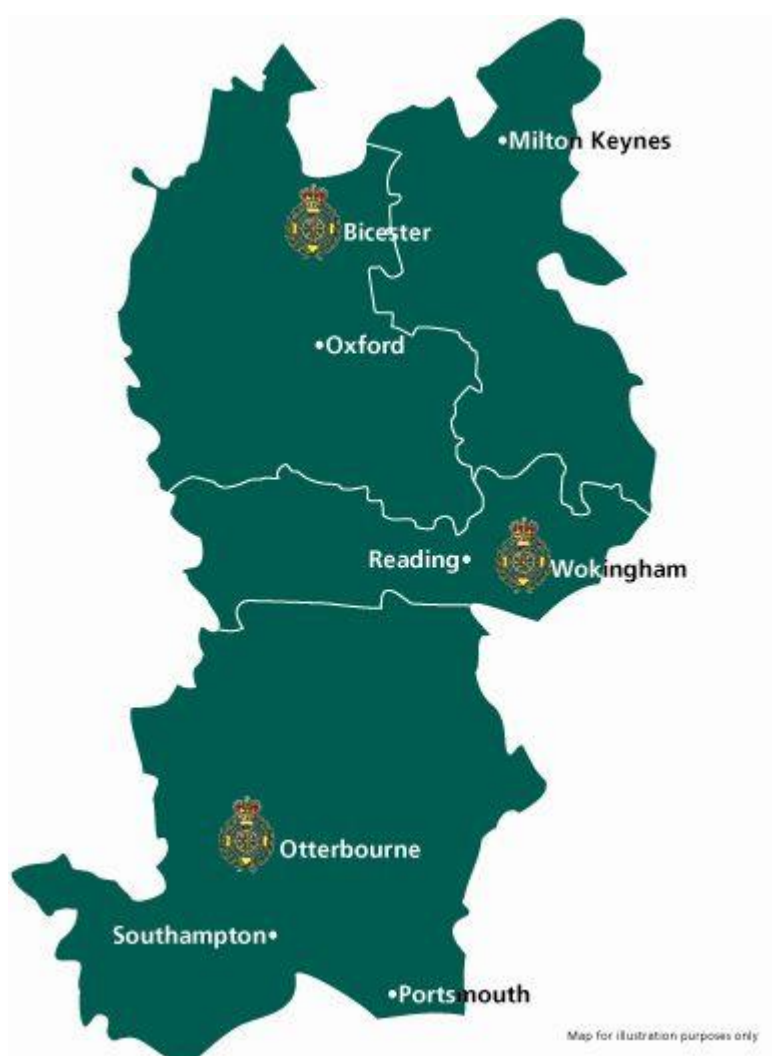 Milton Keynes
Bicester
Oxford
Reading
Wokingham
Otterbourne
Southampton
Portsmouth
Map for illustration purposes only